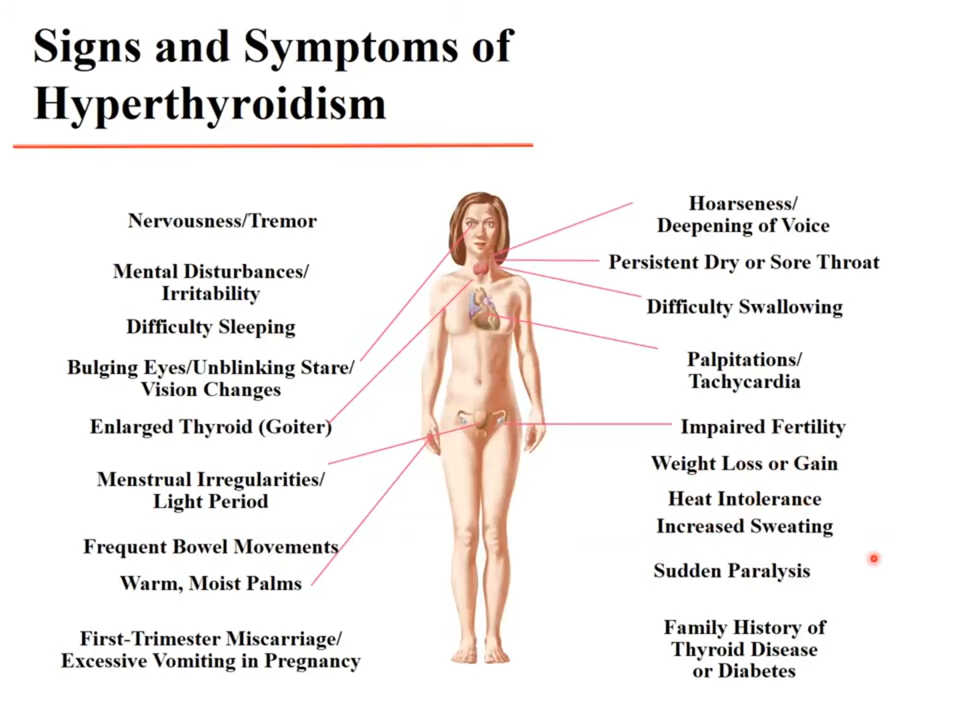 Signs and Symptoms of
Hyperthyroidism
Nervousness/Tremor
Mental Disturbances/
Irritability
Difficulty Sleeping
Bulging Eyes/Unblinking Stare/
Vision Changes
Enlarged Thyroid (Goiter)
Menstrual Irregularities/
Light Period
Frequent Bowel Movements
Warm, Moist Palms
First-Trimester Miscarriage/
Excessive Vomiting in Pregnancy
Hoarseness/
Deepening of Voice
Persistent Dry or Sore Throat
Difficulty Swallowing
Palpitations/
Tachycardia
Impaired Fertility
Weight Loss or Gain
Heat Intolerance
Increased Sweating
Sudden Paralysis
Family History of
Thyroid Disease
or Diabetes